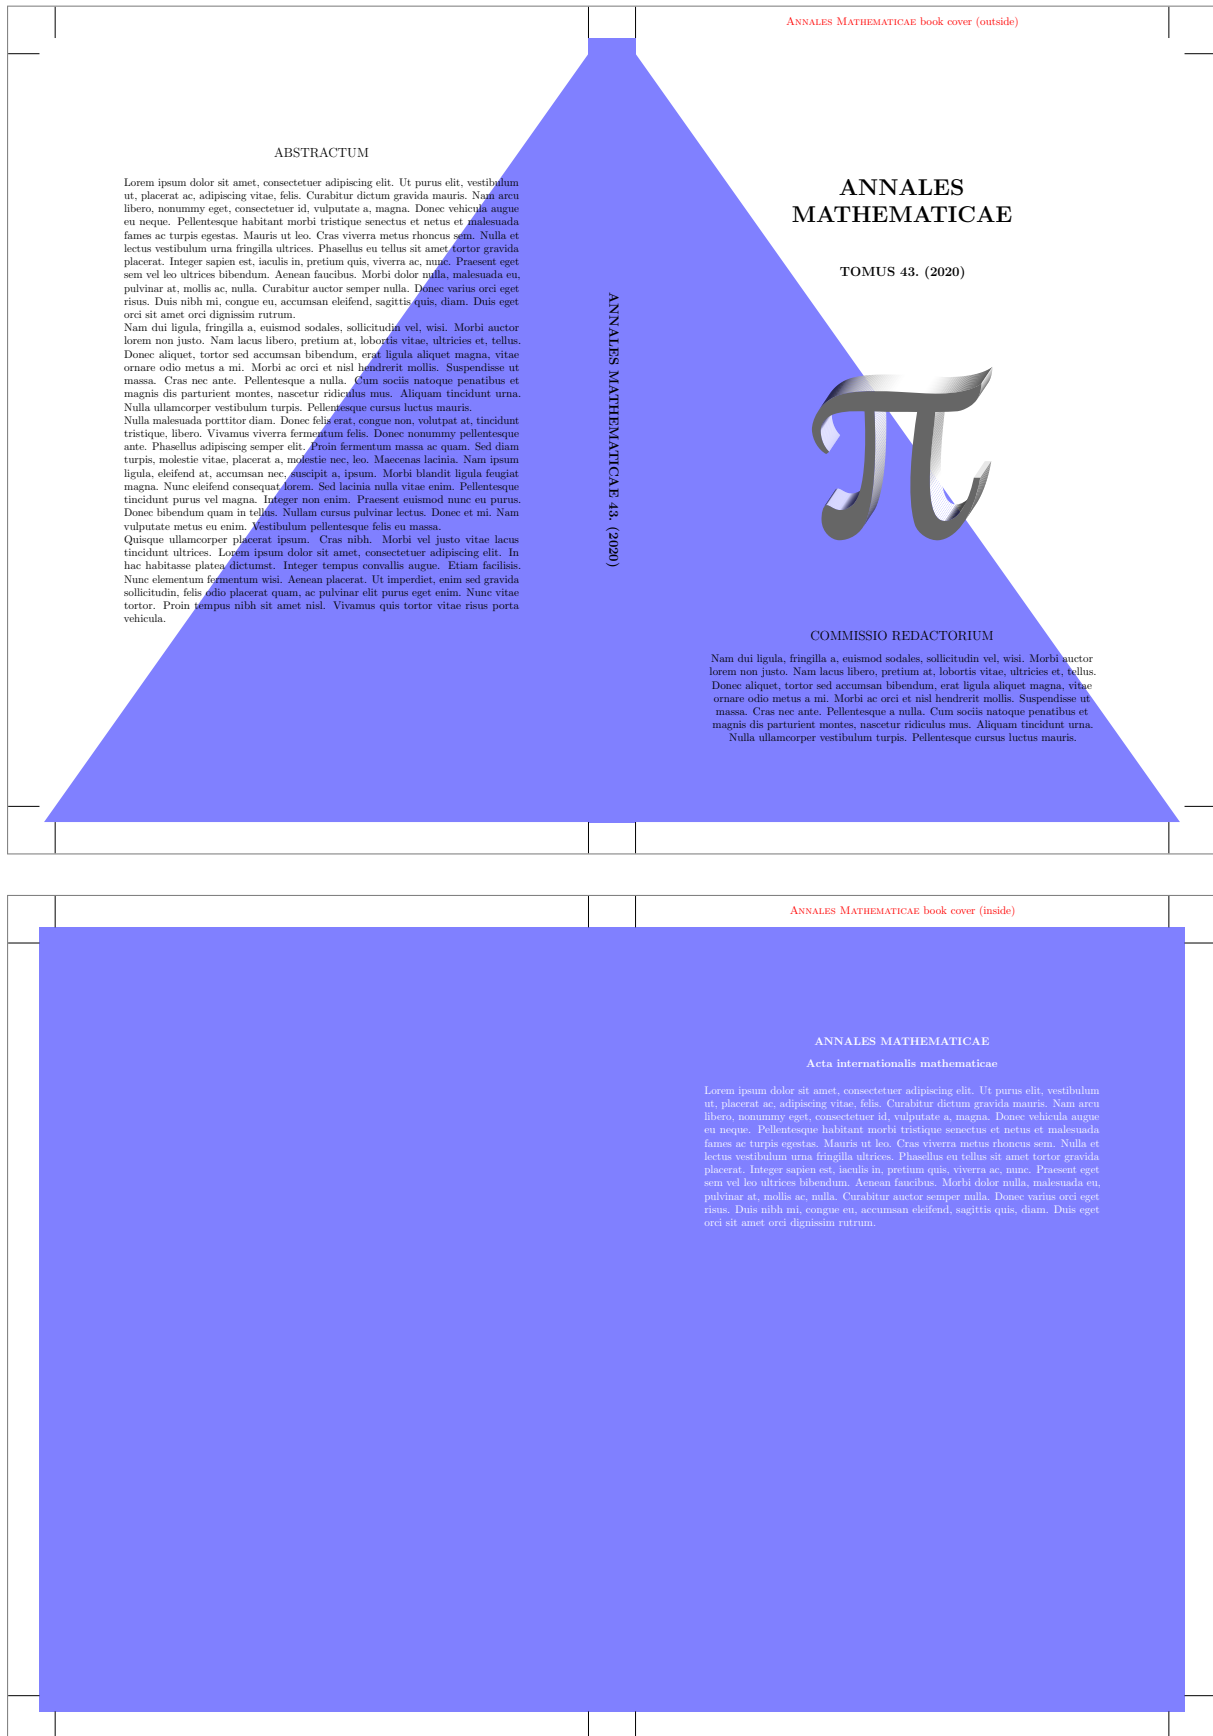 ANNALES MATHEMATICAE book cover (outside)
ABSTRACTUM
Lorem ipsum dolor sit amet, consectetuer adipiscing elit. Ut purus elit, vestibulum
ut, placerat ac, adipiscing vitae, felis. Curabitur dictum gravida mauris. Nam arcu
libero, nonummy eget, consectetuer id, vulputate a, magna. Donec vehicula augue
eu neque. Pellentesque habitant morbi tristique senectus et netus et malesuada
fames ac turpis egestas. Mauris ut leo. Cras viverra metus rhoncus sem. Nulla et
lectus vestibulum urna fringilla ultrices. Phasellus eu tellus sit amet tortor gravida
placerat. Integer sapien est, iaculis in, pretium quis, viverra ac, nunc. Praesent eget
sem vel leo ultrices bibendum. Aenean faucibus. Morbi dolor nulla, malesuada eu,
pulvinar at, mollis ac, nulla. Curabitur auctor semper nulla. Donec varius orci eget
risus. Duis nibh mi, congue eu, accumsan eleifend, sagittis quis, diam. Duis eget
orci sit amet orci dignissim rutrum.
Nam dui ligula, fringilla a, euismod sodales, sollicitudin vel, wisi. Morbi auctor
lorem non justo. Nam lacus libero, pretium at, lobortis vitae, ultricies et, tellus.
Donec aliquet, tortor sed accumsan bibendum, erat ligula aliquet magna, vitae
ornare odio metus a mi. Morbi ac orci et nisl hendrerit mollis. Suspendisse ut
massa. Cras nec ante. Pellentesque a nulla. Cum sociis natoque penatibus et
magnis dis parturient montes, nascetur ridiculus mus. Aliquam tincidunt urna.
Nulla ullamcorper vestibulum turpis. Pellentesque cursus luctus mauris.
Nulla malesuada porttitor diam. Donec felis erat, congue non, volutpat at, tincidunt
tristique, libero. Vivamus viverra fermentum felis. Donec nonummy pellentesque
ante. Phasellus adipiscing semper elit. Proin fermentum massa ac quam. Sed diam
turpis, molestie vitae, placerat a, molestie nec, leo. Maecenas lacinia. Nam ipsum
ligula, eleifend at, accumsan nec, suscipit a, ipsum. Morbi blandit ligula feugiat
magna. Nunc eleifend consequat lorem. Sed lacinia nulla vitae enim. Pellentesque
tincidunt purus vel magna. Integer non enim. Praesent euismod nunc eu purus.
Donec bibendum quam in tellus. Nullam cursus pulvinar lectus. Donec et mi. Nam
vulputate metus eu enim. Vestibulum pellentesque felis eu massa.
Quisque ullamcorper placerat ipsum. Cras nibh. Morbi vel justo vitae lacus
tincidunt ultrices. Lorem ipsum dolor sit amet, consectetuer adipiscing elit. In
hac habitasse platea dictumst. Integer tempus convallis augue. Etiam facilisis.
Nunc elementum fermentum wisi. Aenean placerat. Ut imperdiet, enim sed gravida
sollicitudin, felis odio placerat quam, ac pulvinar elit purus eget enim. Nunc vitae
tortor. Proin tempus nibh sit amet nisl. Vivamus quis tortor vitae risus porta
vehicula.
ANNALES MATHEMATICAE 43. (2020)
ANNALES
MATHEMATICAE
TOMUS 43. (2020)
π
COMMISSIO REDACTORIUM
Nam dui ligula, fringilla a, euismod sodales, sollicitudin vel, wisi. Morbi auctor
lorem non justo. Nam lacus libero, pretium at, lobortis vitae, ultricies et, tellus.
Donec aliquet, tortor sed accumsan bibendum, erat ligula aliquet magna, vitae
ornare odio metus a mi. Morbi ac orci et nisl hendrerit mollis. Suspendisse ut
massa. Cras nec ante. Pellentesque a nulla. Cum sociis natoque penatibus et
magnis dis parturient montes, nascetur ridiculus mus. Aliquam tincidunt urna.
Nulla ullamcorper vestibulum turpis. Pellentesque cursus luctus mauris.
ANNALES MATHEMATICAE book cover (inside)
ANNALES MATHEMATICAE
Acta internationalis mathematicae
Lorem ipsum dolor sit amet, consectetuer adipiscing elit. Ut purus elit, vestibulum
ut, placerat ac, adipiscing vitae, felis. Curabitur dictum gravida mauris. Nam arcu
libero, nonummy eget, consectetuer id, vulputate a, magna. Donec vehicula augue
eu neque. Pellentesque habitant morbi tristique senectus et netus et malesuada
fames ac turpis egestas. Mauris ut leo. Cras viverra metus rhoncus sem. Nulla et
lectus vestibulum urna fringilla ultrices. Phasellus eu tellus sit amet tortor gravida
placerat. Integer sapien est, iaculis in, pretium quis, viverra ac, nunc. Praesent eget
sem vel leo ultrices bibendum. Aenean faucibus. Morbi dolor nulla, malesuada eu,
pulvinar at, mollis ac, nulla. Curabitur auctor semper nulla. Donec varius orci eget
risus. Duis nibh mi, congue eu, accumsan eleifend, sagittis quis, diam. Duis eget
orci sit amet orci dignissim rutrum.